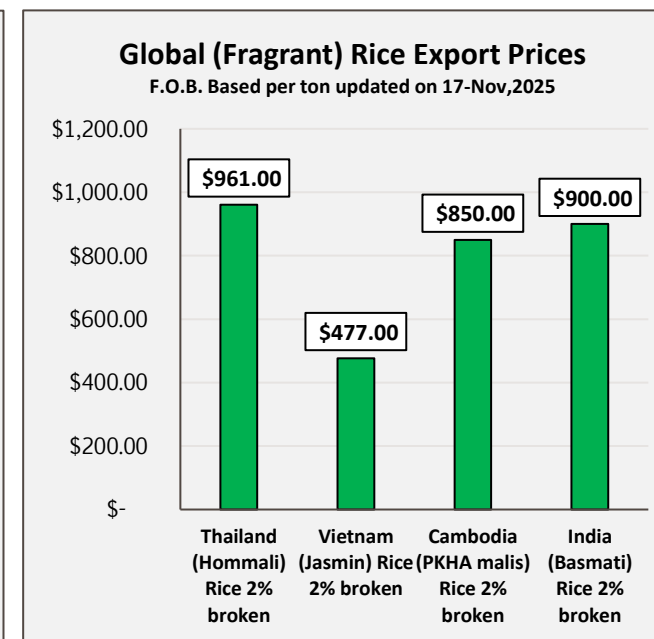 Global (Fragrant) Rice Export Prices
F.O.B. Based per ton updated on 17-Nov,2025
$1,200.00
$1,000.00
$800.00
$600.00
$400.00
$200.00
$-
$961.00
$477.00
$850.00
$900.00
Thailand
(Hommali)
Rice 2%
broken
Vietnam
(Jasmin) Rice
2% broken
Cambodia
(PKHA malis)
Rice 2%
broken
India
(Basmati)
Rice 2%
broken